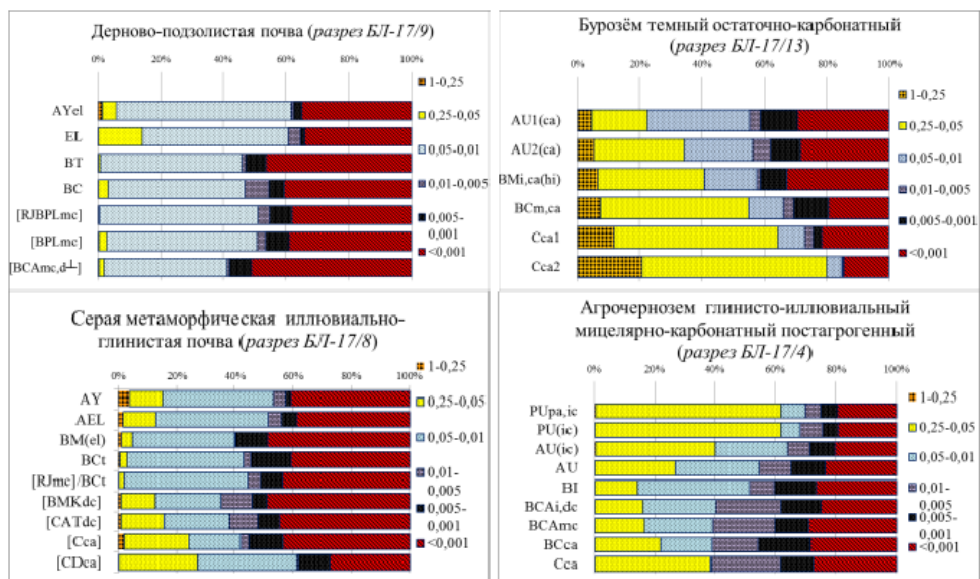 Дерново-подзолистая почва (разрез БЛ-17/9)
0% 20% 40% 60% 80% 100%
AYel
EL
BT
BC
[RJBPLmc]
[BPLmc]
[BCAmc,d┴]
1-0,25
0,25-0,05
0,05-0,01
0,01-0,005
0,005-
0,001
<0,001
Бурозём темный остаточно-карбонатный
(разрез БЛ-17/13)
0% 20% 40% 60% 80% 100%
AU1(ca)
AU2(ca)
BMi,ca(hi)
BCm,ca
Cca1
Cca2
1-0,25
0,25-0,05
0,05-0,01
0,01-0,005
0,005-0,001
<0,001
Серая метаморфическая иллювиально-
глинистая почва (разрез БЛ-17/8)
0% 20% 40% 60% 80% 100%
AY
AEL
BM(el)
BCt
[RJmc]/BCt
[BMKdc]
[CATdc]
[Cca]
[CDca]
1-0,25
0,25-0,05
0,05-0,01
0,01-
0,005
0,005-
0,001
<0,001
Агрочернозем глинисто-иллювиальный
мицелярно-карбонатный постагрогенный
(разрез БЛ-17/4)
0% 20% 40% 60% 80% 100%
PUpa,ic
PU(ic)
AU(ic)
AU
BI
BCAi,dc
BCAmc
BCca
Cca
1-0,25
0,25-0,05
0,05-0,01
0,01-
0,005
0,005-
0,001
<0,001